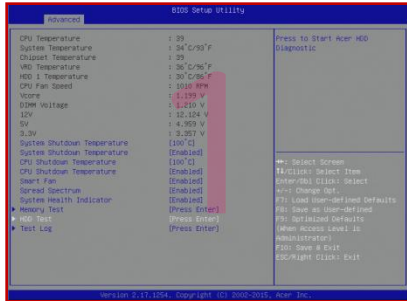 BIOS Setup Utility
Advanced
CPU Temperature : 39
System Temperature : 34°C/93°F
Chipset Temperature : 39
VRD Temperature : 36°C/96°F
HDD 1 Temperature : 30°C/86°F
CPU Fan Speed : 1010 RPM
Vcore : 1.199 V
DIMM Voltage : 1.210 V
12V : 12.124 V
5V : 4.959 V
3.3V : 3.357 V
System Shutdown Temperature [100°C]
System Shutdown Temperature [Enabled]
CPU Shutdown Temperature [100°C]
CPU Shutdown Temperature [Enabled]
Smart Fan [Enabled]
Spread Spectrum [Enabled]
System Health Indicator [Enabled]
Memory Test [Press Enter]
HDD Test [Press Enter]
Test Log [Press Enter]
Press to Start Acer HDD
Diagnostic
↔: Select Screen
↑↓/Click: Select Item
Enter/Dbl Click: Select
+/-: Change Opt.
F7: Load User-defined Defaults
F8: Save as User-defined
F9: Optimized Defaults
(When Access Level is
Administrator)
F10: Save & Exit
ESC/Right Click: Exit
Version 2.17.1254. Copyright (C) 2002-2015, Acer Inc.